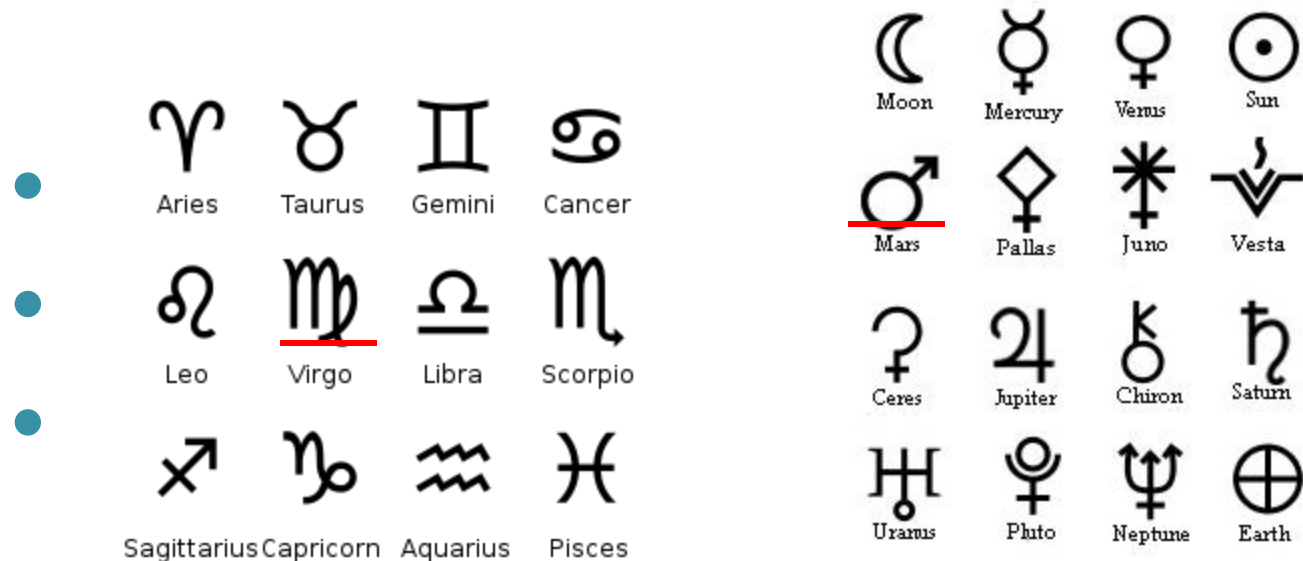 Aries Taurus Gemini Cancer
Leo Virgo Libra Scorpio
Sagittarius Capricorn Aquarius Pisces
Moon Mercury Venus Sun
Mars Pallas Juno Vesta
Ceres Jupiter Chiron Saturn
Uranus Pluto Neptune Earth